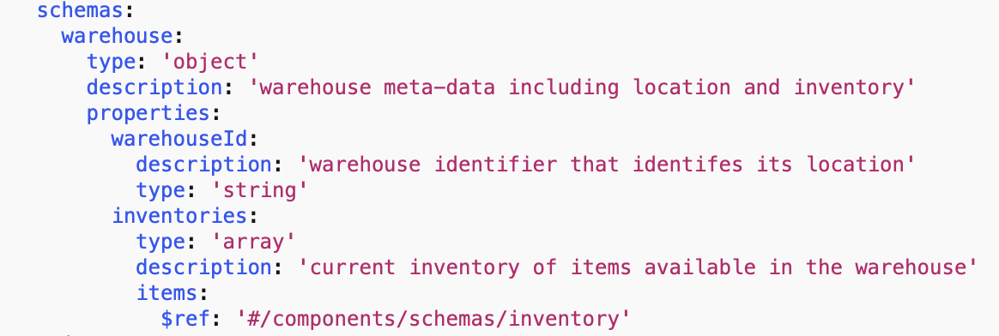 schemas:
warehouse:
type: 'object'
description: 'warehouse meta-data including location and inventory'
properties:
warehouseId:
description: 'warehouse identifier that identifes its location'
type: 'string'
inventories:
type: 'array'
description: 'current inventory of items available in the warehouse'
items:
$ref: '#/components/schemas/inventory'